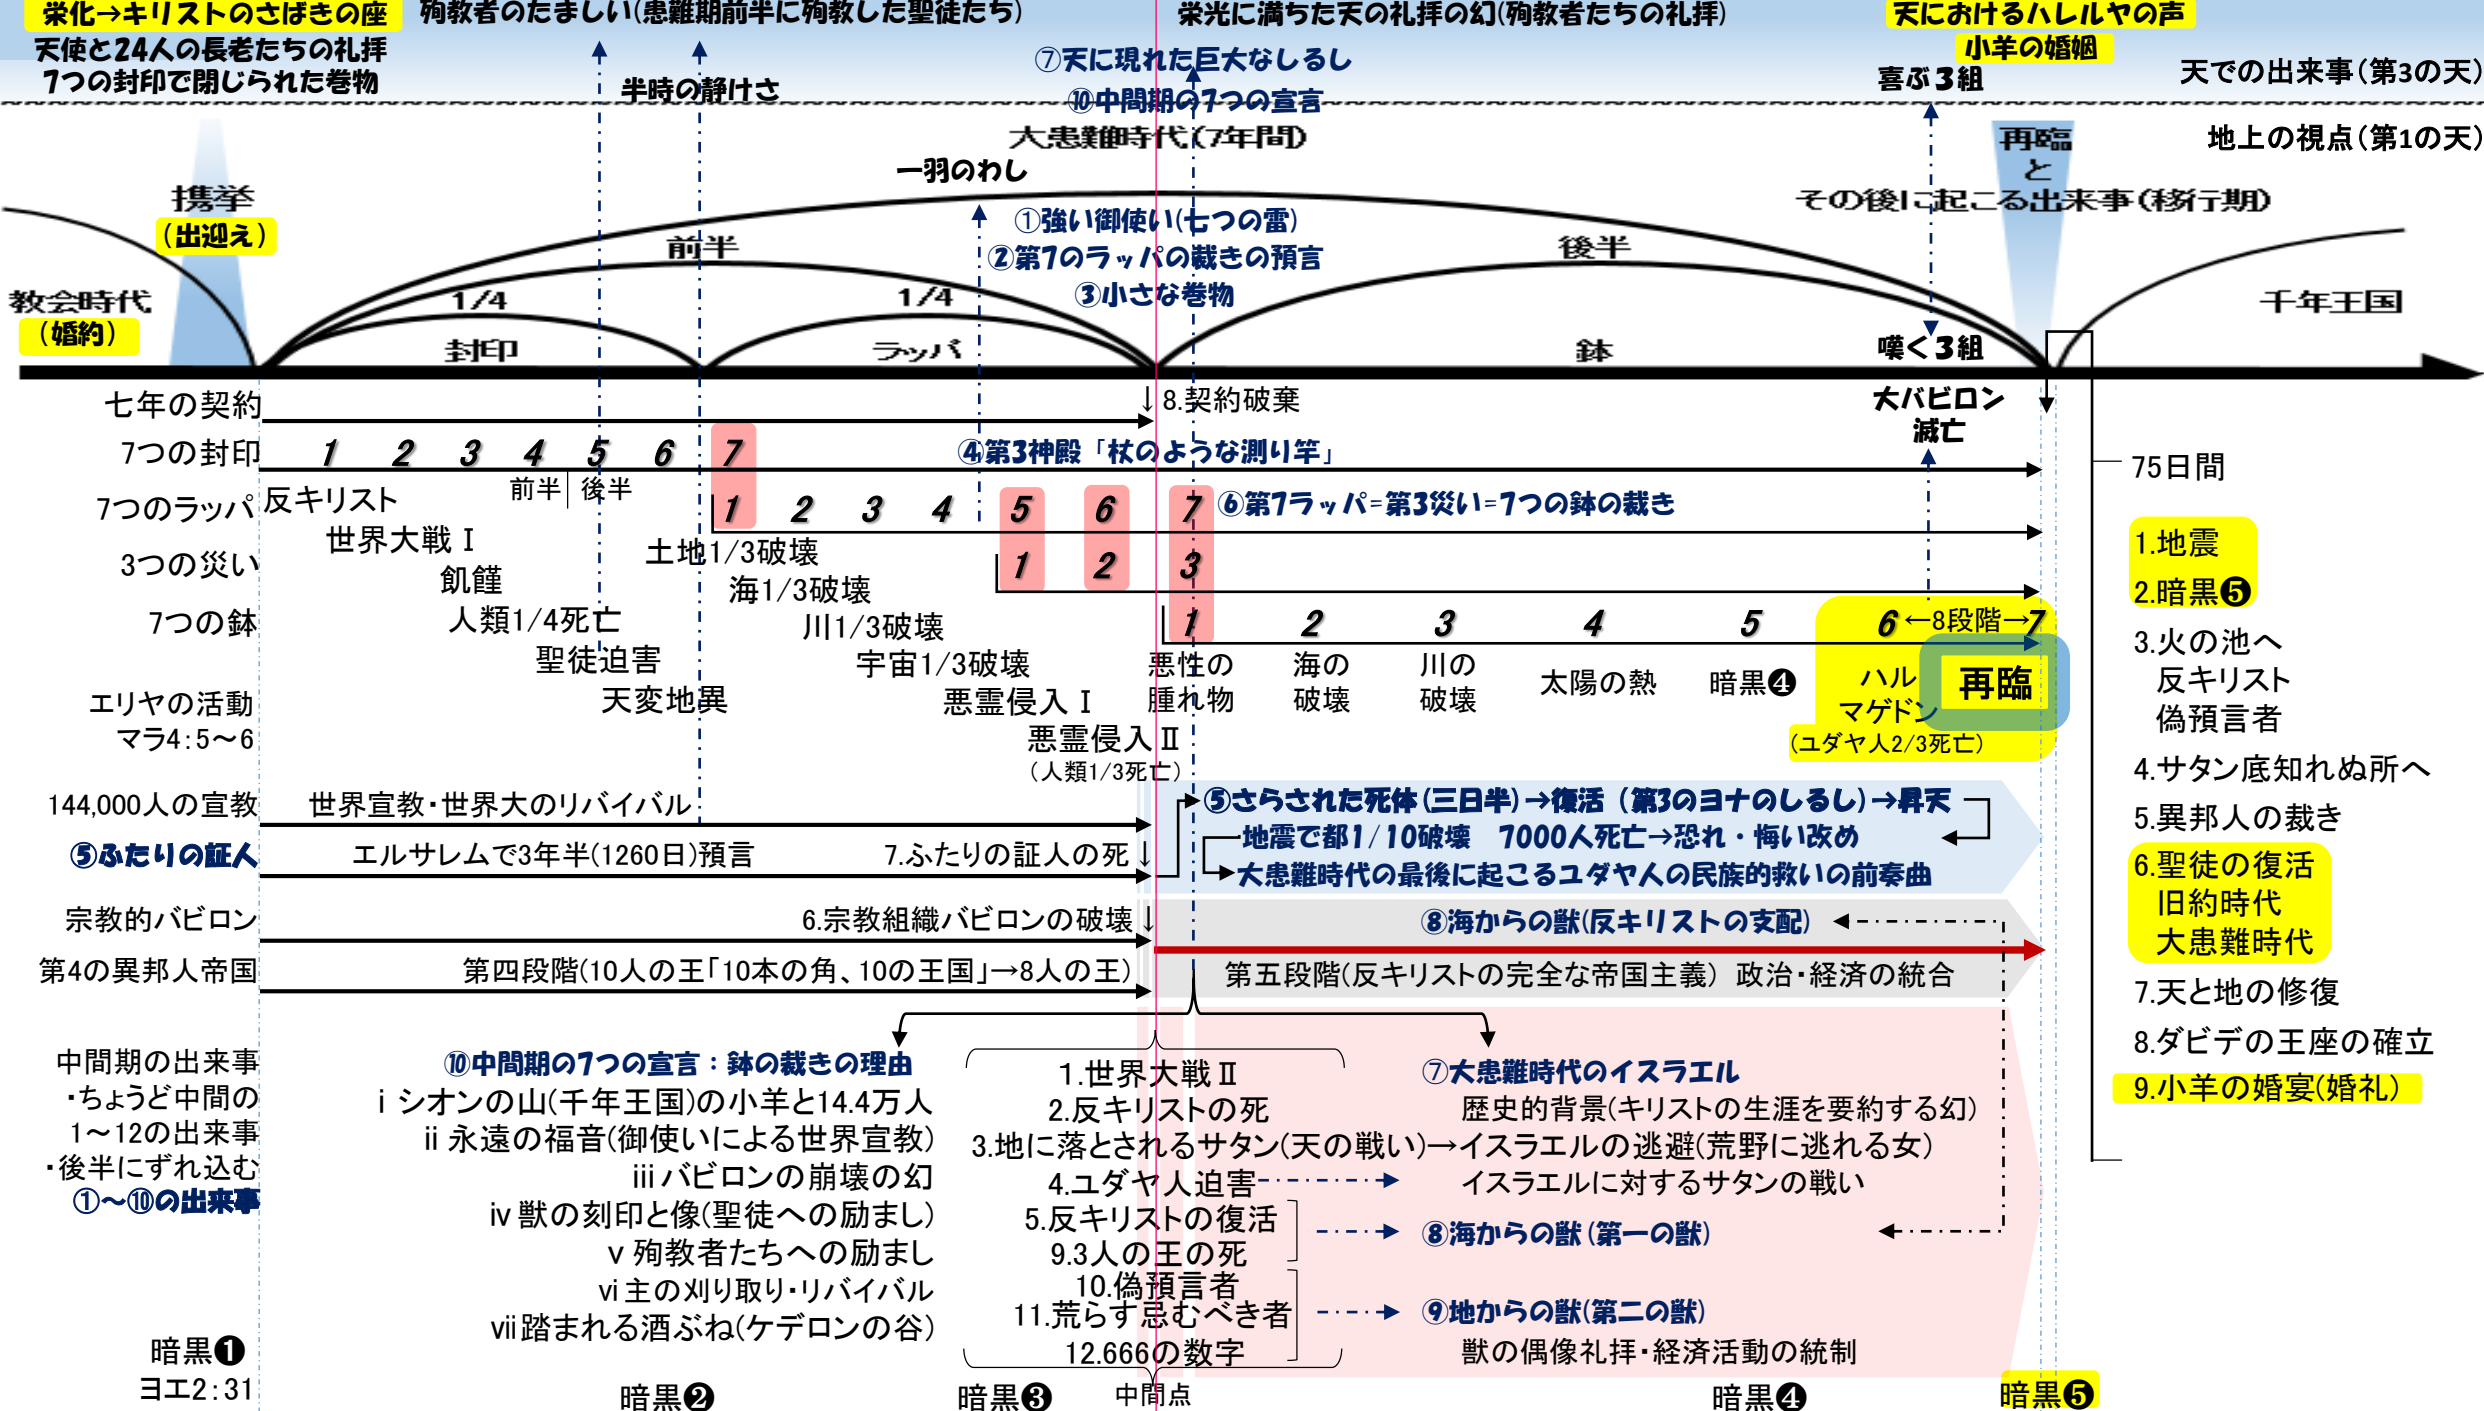 栄化→キリストのさばきの座
天使と24人の長老たちの礼拝
7つの封印で閉じられた巻物
殉教者のたましい(患難期前半に殉教した聖徒たち)
半時の静けさ
栄光に満ちた天の礼拝の幻(殉教者たちの礼拝)
⑦天に現れた巨大なしるし
⑩中間期の7つの宣言
天におけるハレルヤの声
小羊の婚姻
喜ぶ3組
天での出来事(第3の天)
地上の視点(第1の天)
大患難時代(7年間)
一羽のわし
携挙
(出迎え)
再臨
と
その後に起こる出来事(移行期)
①強い御使い(七つの雷)
②第7のラッパの裁きの預言
③小さな巻物
前半
後半
教会時代
(婚約)
1/4
1/4
封印
ラッパ
鉢
嘆く3組
千年王国
七年の契約
↓8.契約破棄
大バビロン
滅亡
7つの封印
1 2 3 4 5 6 7
④第3神殿「杖のような測り竿」
前半 後半
75日間
7つのラッパ
1 2 3 4 5 6 7
⑥第7ラッパ=第3災い=7つの鉢の裁き
反キリスト
世界大戦Ⅰ
飢饉
人類1/4死亡
聖徒迫害
天変地異
土地1/3破壊
海1/3破壊
川1/3破壊
宇宙1/3破壊
悪霊侵入Ⅰ
悪霊侵入Ⅱ
(人類1/3死亡)
3つの災い
1 2 3
7つの鉢
1 2 3 4 5 6 ←8段階→7
悪性の
腫れ物
海の
破壊
川の
破壊
太陽の熱
暗黒❹
ハル
マゲドン
(ユダヤ人2/3死亡)
再臨
1.地震
2.暗黒❺
3.火の池へ
反キリスト
偽預言者
4.サタン底知れぬ所へ
5.異邦人の裁き
6.聖徒の復活
旧約時代
大患難時代
7.天と地の修復
8.ダビデの王座の確立
9.小羊の婚宴(婚礼)
エリヤの活動
マラ4:5～6
144,000人の宣教
世界宣教・世界大のリバイバル
⑤さらされた死体(三日半)→復活(第3のヨナのしるし)→昇天
地震で都1/10破壊 7000人死亡→恐れ・悔い改め
大患難時代の最後に起こるユダヤ人の民族的救いの前奏曲
⑤ふたりの証人
エルサレムで3年半(1260日)預言
7.ふたりの証人の死↓
宗教的バビロン
6.宗教組織バビロンの破壊↓
⑧海からの獣(反キリストの支配)
第4の異邦人帝国
第四段階(10人の王「10本の角、10の王国」→8人の王)
第五段階(反キリストの完全な帝国主義) 政治・経済の統合
中間期の出来事
・ちょうど中間の
1～12の出来事
・後半にずれ込む
①～⑩の出来事
⑩中間期の7つの宣言：鉢の裁きの理由
ⅰ シオンの山(千年王国)の小羊と14.4万人
ⅱ 永遠の福音(御使いによる世界宣教)
ⅲ バビロンの崩壊の幻
ⅳ 獣の刻印と像(聖徒への励まし)
ⅴ 殉教者たちへの励まし
ⅵ 主の刈り取り・リバイバル
ⅶ 踏まれる酒ぶね(ケデロンの谷)
1.世界大戦Ⅱ
2.反キリストの死
3.地に落とされるサタン(天の戦い)→イスラエルの逃避(荒野に逃れる女)
4.ユダヤ人迫害
5.反キリストの復活
9.3人の王の死
10.偽預言者
11.荒らす忌むべき者
12.666の数字
中間点
⑦大患難時代のイスラエル
歴史的背景(キリストの生涯を要約する幻)
イスラエルに対するサタンの戦い
⑧海からの獣(第一の獣)
⑨地からの獣(第二の獣)
獣の偶像礼拝・経済活動の統制
暗黒❶
ヨエ2:31
暗黒❷
暗黒❸
暗黒❹
暗黒❺